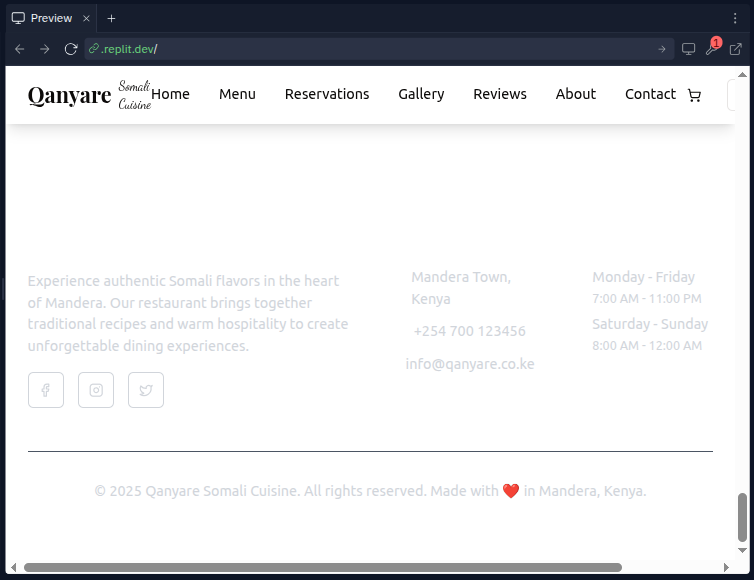 Preview
.replit.dev/
1
Qanyare Somali Cuisine Home Menu Reservations Gallery Reviews About Contact
Experience authentic Somali flavors in the heart
of Mandera. Our restaurant brings together
traditional recipes and warm hospitality to create
unforgettable dining experiences.
Mandera Town,
Kenya
+254 700 123456
info@qanyare.co.ke
Monday - Friday
7:00 AM - 11:00 PM
Saturday - Sunday
8:00 AM - 12:00 AM
© 2025 Qanyare Somali Cuisine. All rights reserved. Made with ❤️ in Mandera, Kenya.